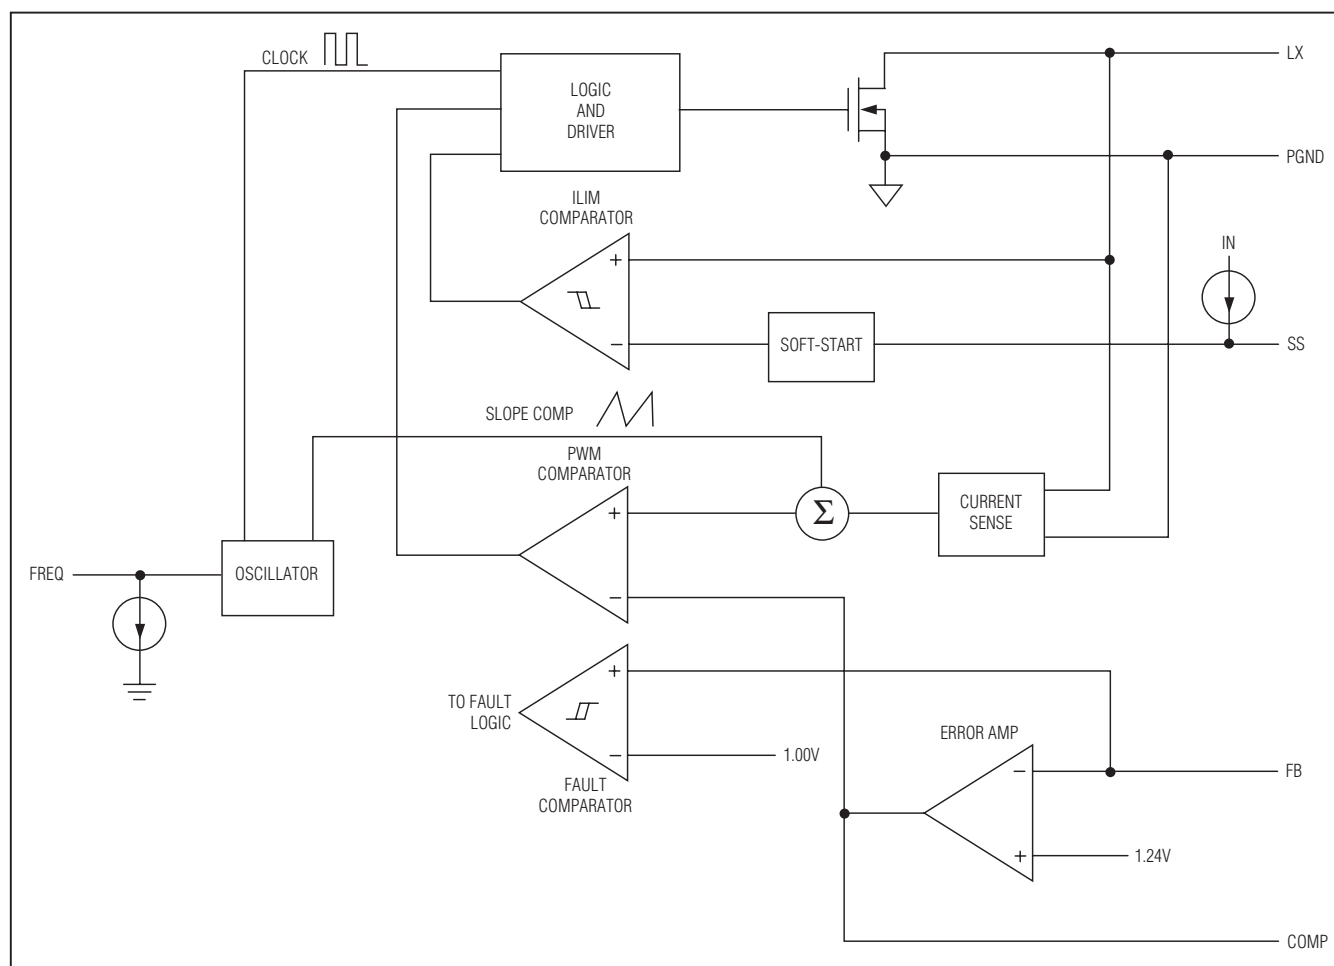 CLOCK
LOGIC
AND
DRIVER
LX
PGND
ILIM
COMPARATOR
+
−
IN
SOFT-START
SS
SLOPE COMP
PWM
COMPARATOR
+
−
Σ
CURRENT
SENSE
FREQ
OSCILLATOR
TO FAULT
LOGIC
+
−
1.00V
FAULT
COMPARATOR
ERROR AMP
−
+
FB
1.24V
COMP